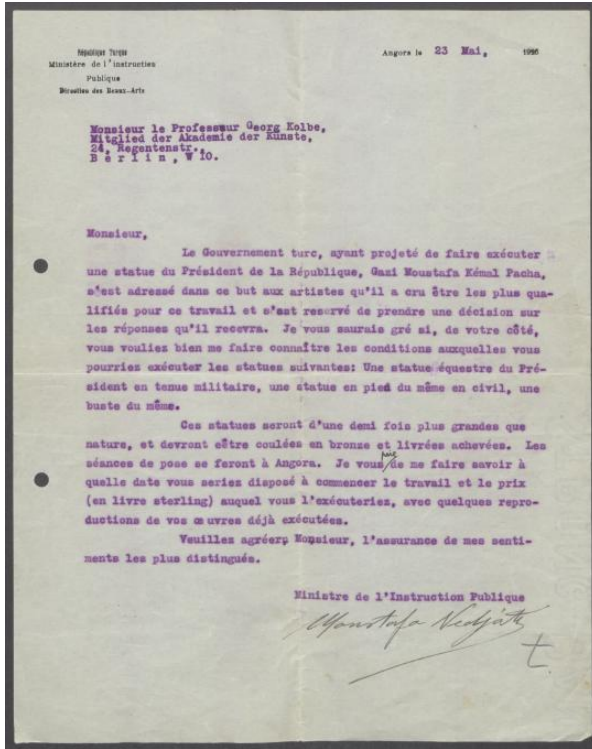 République Turque
Ministère de l'instruction
Publique
Direction des Beaux-Arts
Angora le 23 Mai, 1926
Monsieur le Professeur Georg Kolbe,
Mitglied der Akademie der Kunste,
24, Regentenstr.,
B e r l i n , W 10.
Monsieur,
Le Gouvernement turc, ayant projeté de faire exécuter
une statue du Président de la République, Gazi Moustafa Kémal Pacha,
s'est adressé dans ce but aux artistes qu'il a cru être les plus qua-
lifiés pour ce travail et s'est reservé de prendre une décision sur
les réponses qu'il recevra. Je vous saurais gré si, de votre côté,
vous vouliez bien me faire connaître les conditions auxquelles vous
pourriez exécuter les statues suivantes: Une statue équestre du Pré-
sident en tenue militaire, une statue en pied du même en civil, une
buste du même.
Ces statues seront d'une demi fois plus grandes que
nature, et devront eêtre coulées en bronze et livrées achevées. Les
séances de pose se feront à Angora. Je vous prie de me faire savoir à
quelle date vous seriez disposé à commencer le travail et le prix
(en livre sterling) auquel vous l'exécuteriez, avec quelques repro-
ductions de vos œuvres déjà exécutées.
Veuillez agréer, Monsieur, l'assurance de mes senti-
ments les plus distingués.
Ministre de l'Instruction Publique
Moustafa Nedjati